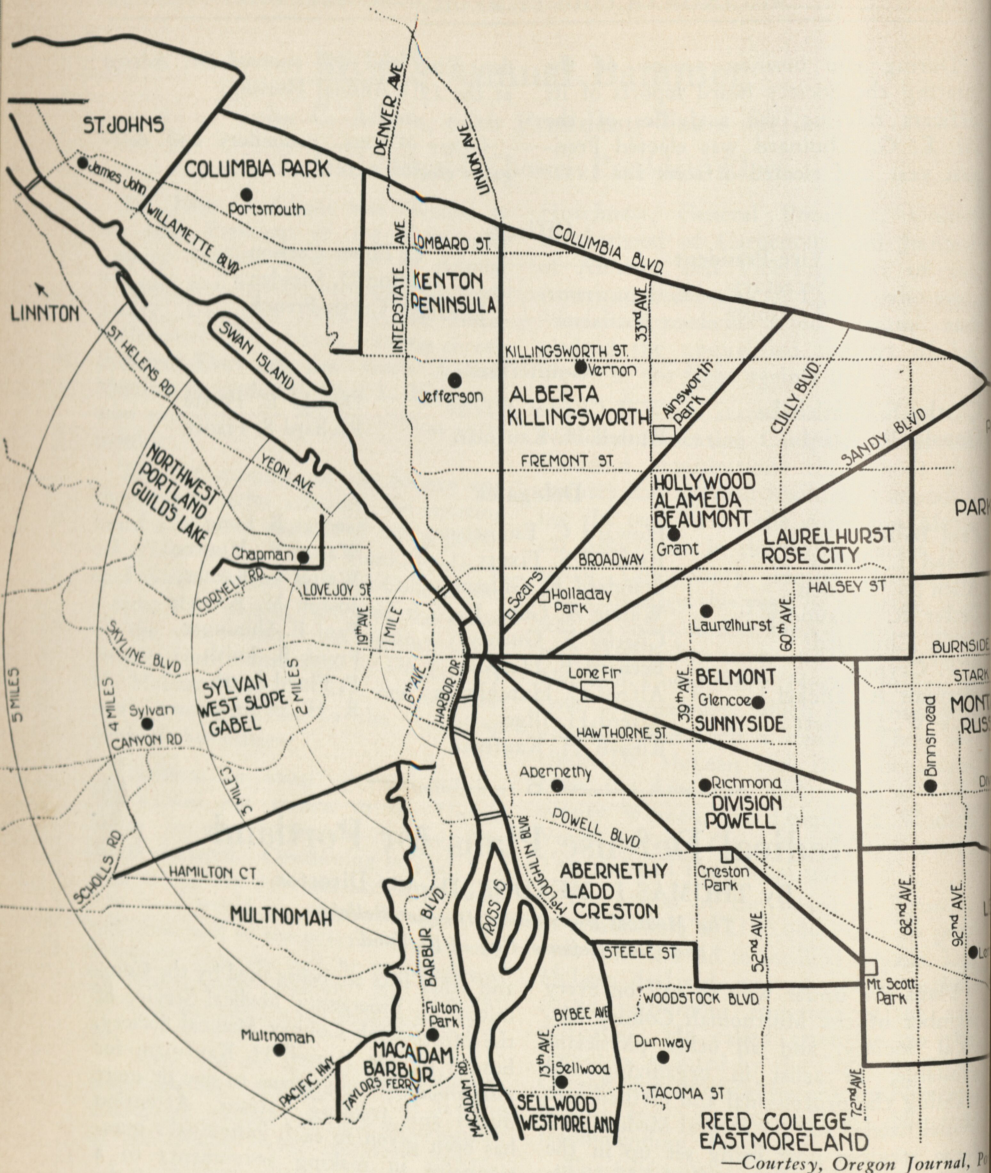 DENVER AVE
UNION AVE
ST. JOHNS
James John
COLUMBIA PARK
Portsmouth
WILLAMETTE BLVD
INTERSTATE AVE
LOMBARD ST.
COLUMBIA BLVD.
KENTON
PENINSULA
LINNTON
ST. HELENS RD
SWAN ISLAND
33rd AVE
KILLINGSWORTH ST.
Vernon
Jefferson
ALBERTA
KILLINGSWORTH
Ainsworth
Park
CULLY BLVD.
SANDY BLVD
FREMONT ST.
YEON AVE
NORTHWEST
PORTLAND
GUILD'S LAKE
HOLLYWOOD
ALAMEDA
BEAUMONT
Grant
LAURELHURST
ROSE CITY
PARK
Chapman
CORNELL RD
LOVEJOY ST
BROADWAY
Sears
Holladay
Park
HALSEY ST
Laurelhurst
60th AVE
19th AVE
1 MILE
SKYLINE BLVD
6th AVE
HARBOR DR
BURNSIDE
STARK
5 MILES
4 MILES
3 MILES
2 MILES
SYLVAN
WEST SLOPE
GABEL
Sylvan
CANYON RD
Lone Fir
39th AVE
BELMONT
Glencoe
SUNNYSIDE
HAWTHORNE ST.
MONT
RUS
Binnsmead
Abernethy
Richmond
DIVISION
POWELL
DI
POWELL BLVD
McLOUGHLIN BLVD
SCHOLLS RD
HAMILTON CT
MULTNOMAH
BARBUR BLVD
ROSS IS.
ABERNETHY
LADD
CRESTON
Creston
Park
52nd AVE
82nd AVE
92nd AVE
STEELE ST
WOODSTOCK BLVD
Mt Scott
Park
BYBEE AVE
Fulton
Park
Multnomah
MACADAM
BARBUR
TAYLORS FERRY
PACIFIC HWY
MACADAM RD
13th AVE
Sellwood
Duniway
TACOMA ST
SELLWOOD
WESTMORELAND
72nd AVE
REED COLLEGE
EASTMORELAND
—Courtesy, Oregon Journal, P